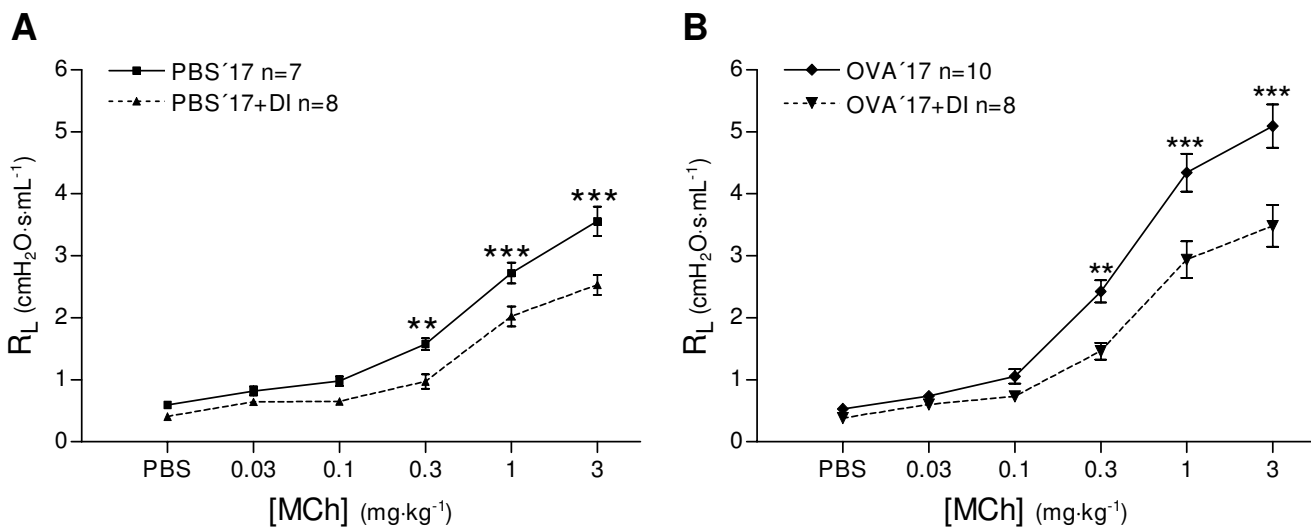 A
PBS´17 n=7
PBS´17+DI n=8
6
5
4
3
2
1
0
R_L (cmH₂O·s·mL⁻¹)
**
***
***
PBS 0.03 0.1 0.3 1 3
[MCh] (mg·kg⁻¹)
B
OVA´17 n=10
OVA´17+DI n=8
6
5
4
3
2
1
0
R_L (cmH₂O·s·mL⁻¹)
**
***
***
PBS 0.03 0.1 0.3 1 3
[MCh] (mg·kg⁻¹)